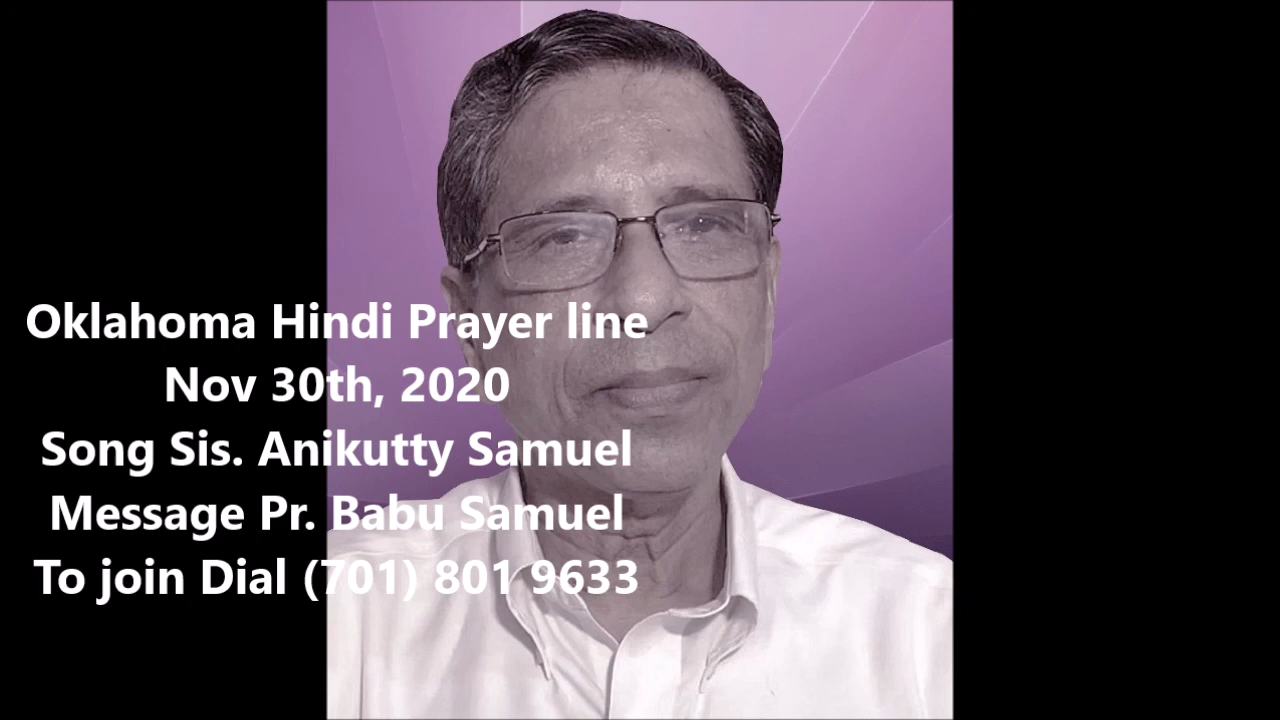 Oklahoma Hindi Prayer line
Nov 30th, 2020
Song Sis. Anikutty Samuel
Message Pr. Babu Samuel
To join Dial (701) 801 9633